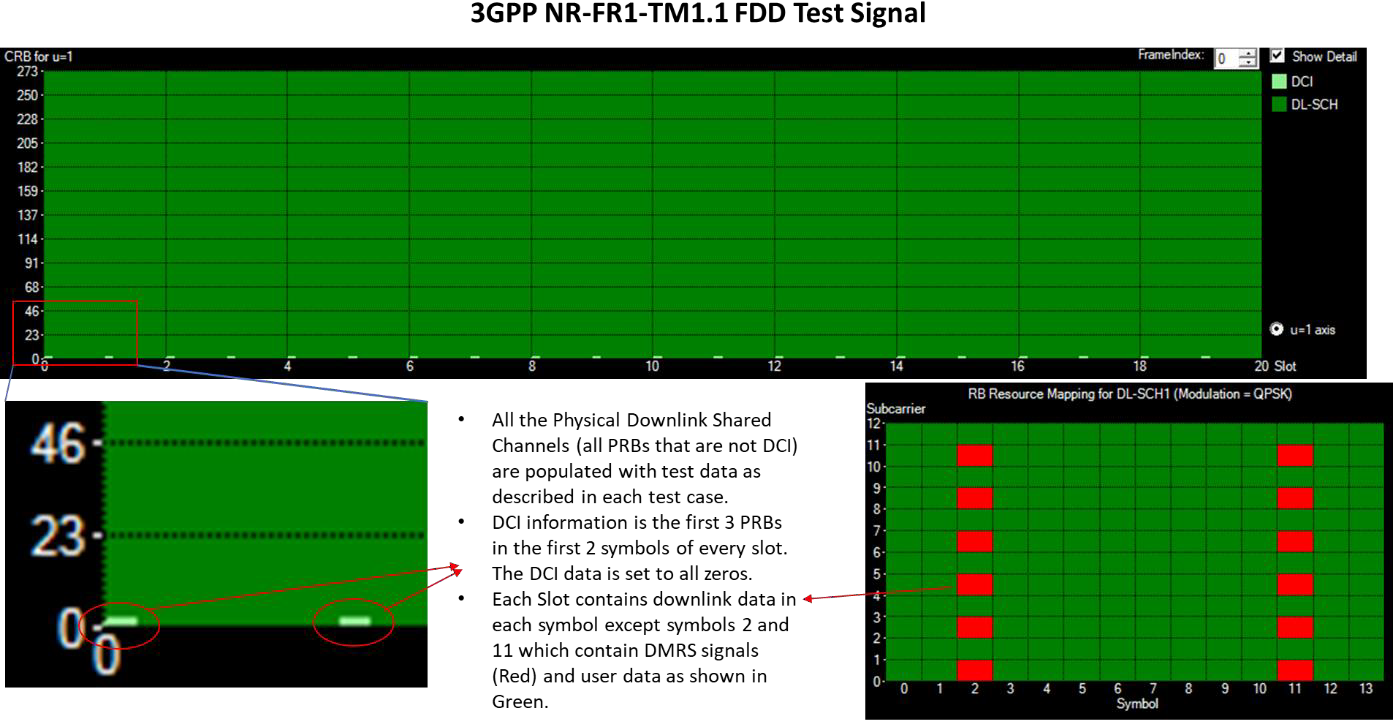 3GPP NR-FR1-TM1.1 FDD Test Signal
CRB for u=1
FrameIndex: 0 Show Detail
273
250
228
205
182
159
137
114
91
68
46
23
0
DCI
DL-SCH
u=1 axis
0 2 4 6 8 10 12 14 16 18 20 Slot
46
23
0
0
• All the Physical Downlink Shared
Channels (all PRBs that are not DCI)
are populated with test data as
described in each test case.
• DCI information is the first 3 PRBs
in the first 2 symbols of every slot.
The DCI data is set to all zeros.
• Each Slot contains downlink data in
each symbol except symbols 2 and
11 which contain DMRS signals
(Red) and user data as shown in
Green.
RB Resource Mapping for DL-SCH1 (Modulation = QPSK)
Subcarrier
12
11
10
9
8
7
6
5
4
3
2
1
0
0 1 2 3 4 5 6 7 8 9 10 11 12 13
Symbol